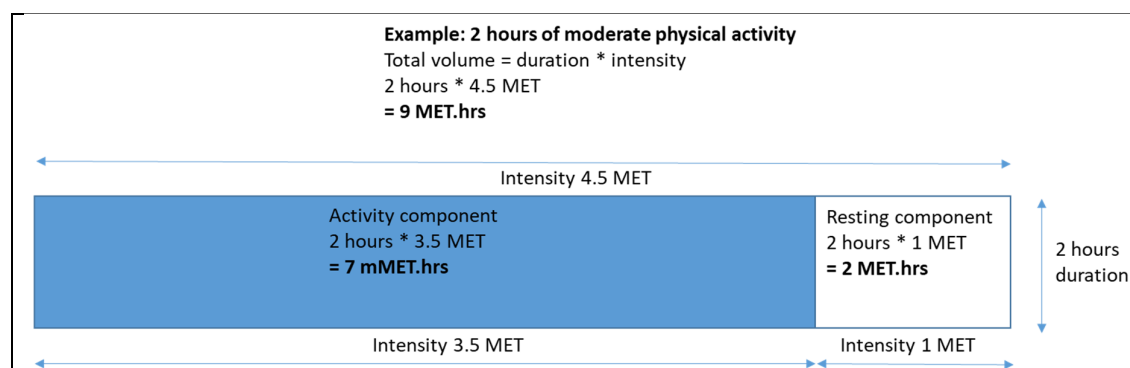 Example: 2 hours of moderate physical activity
Total volume = duration * intensity
2 hours * 4.5 MET
= 9 MET.hrs
Intensity 4.5 MET
Activity component
2 hours * 3.5 MET
= 7 mMET.hrs
Resting component
2 hours * 1 MET
= 2 MET.hrs
2 hours
duration
Intensity 3.5 MET
Intensity 1 MET